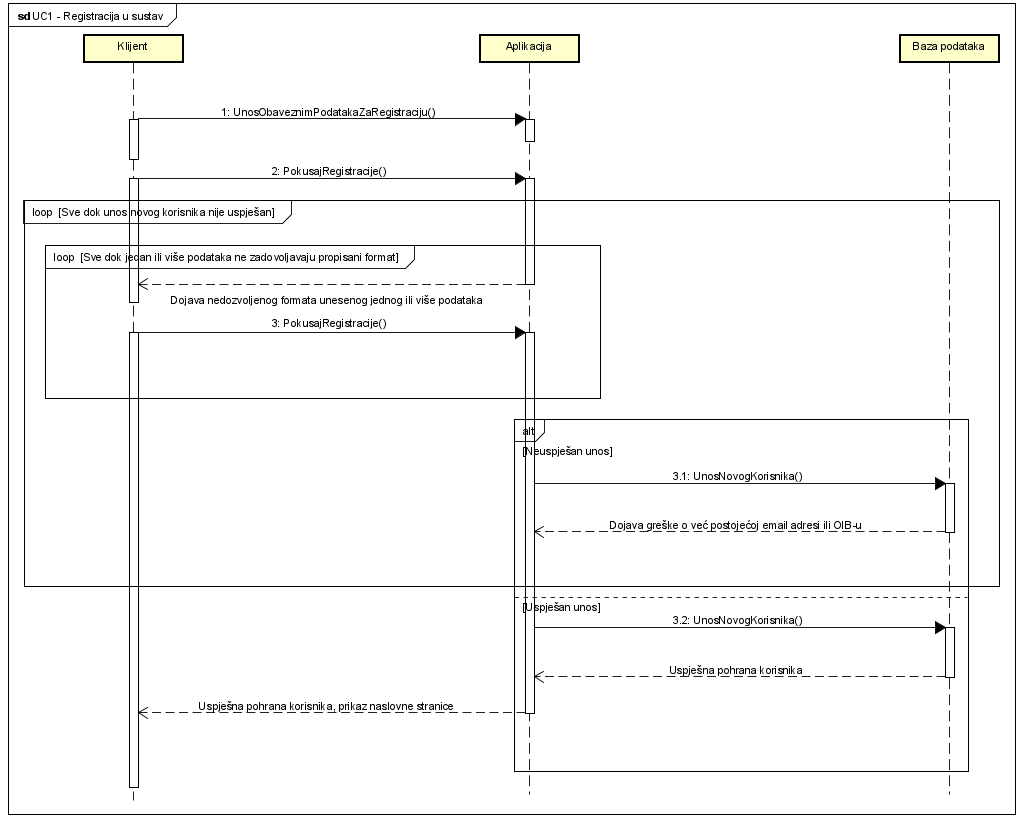 sd UC1 - Registracija u sustav
Klijent
Aplikacija
Baza podataka
1: UnosObaveznimPodatakaZaRegistraciju()
2: PokusajRegistracije()
loop [Sve dok unos novog korisnika nije uspješan]
loop [Sve dok jedan ili više podataka ne zadovoljavaju propisani format]
Dojava nedozvoljenog formata unesenog jednog ili više podataka
3: PokusajRegistracije()
alt
[Neuspješan unos]
3.1: UnosNovogKorisnika()
Dojava greške o već postojećoj email adresi ili OIB-u
[Uspješan unos]
3.2: UnosNovogKorisnika()
Uspješna pohrana korisnika
Uspješna pohrana korisnika, prikaz naslovne stranice